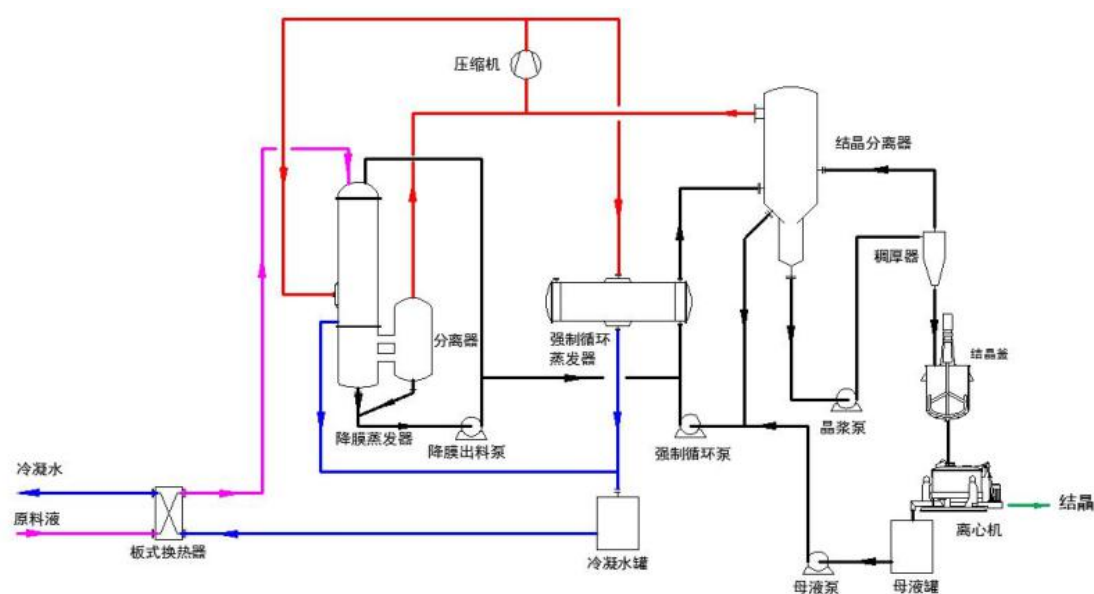 压缩机
结晶分离器
稠厚器
分离器
强制循环
蒸发器
结晶釜
晶浆泵
降膜蒸发器
降膜出料泵
强制循环泵
冷凝水
原料液
板式换热器
冷凝水罐
结晶
离心机
母液泵
母液罐